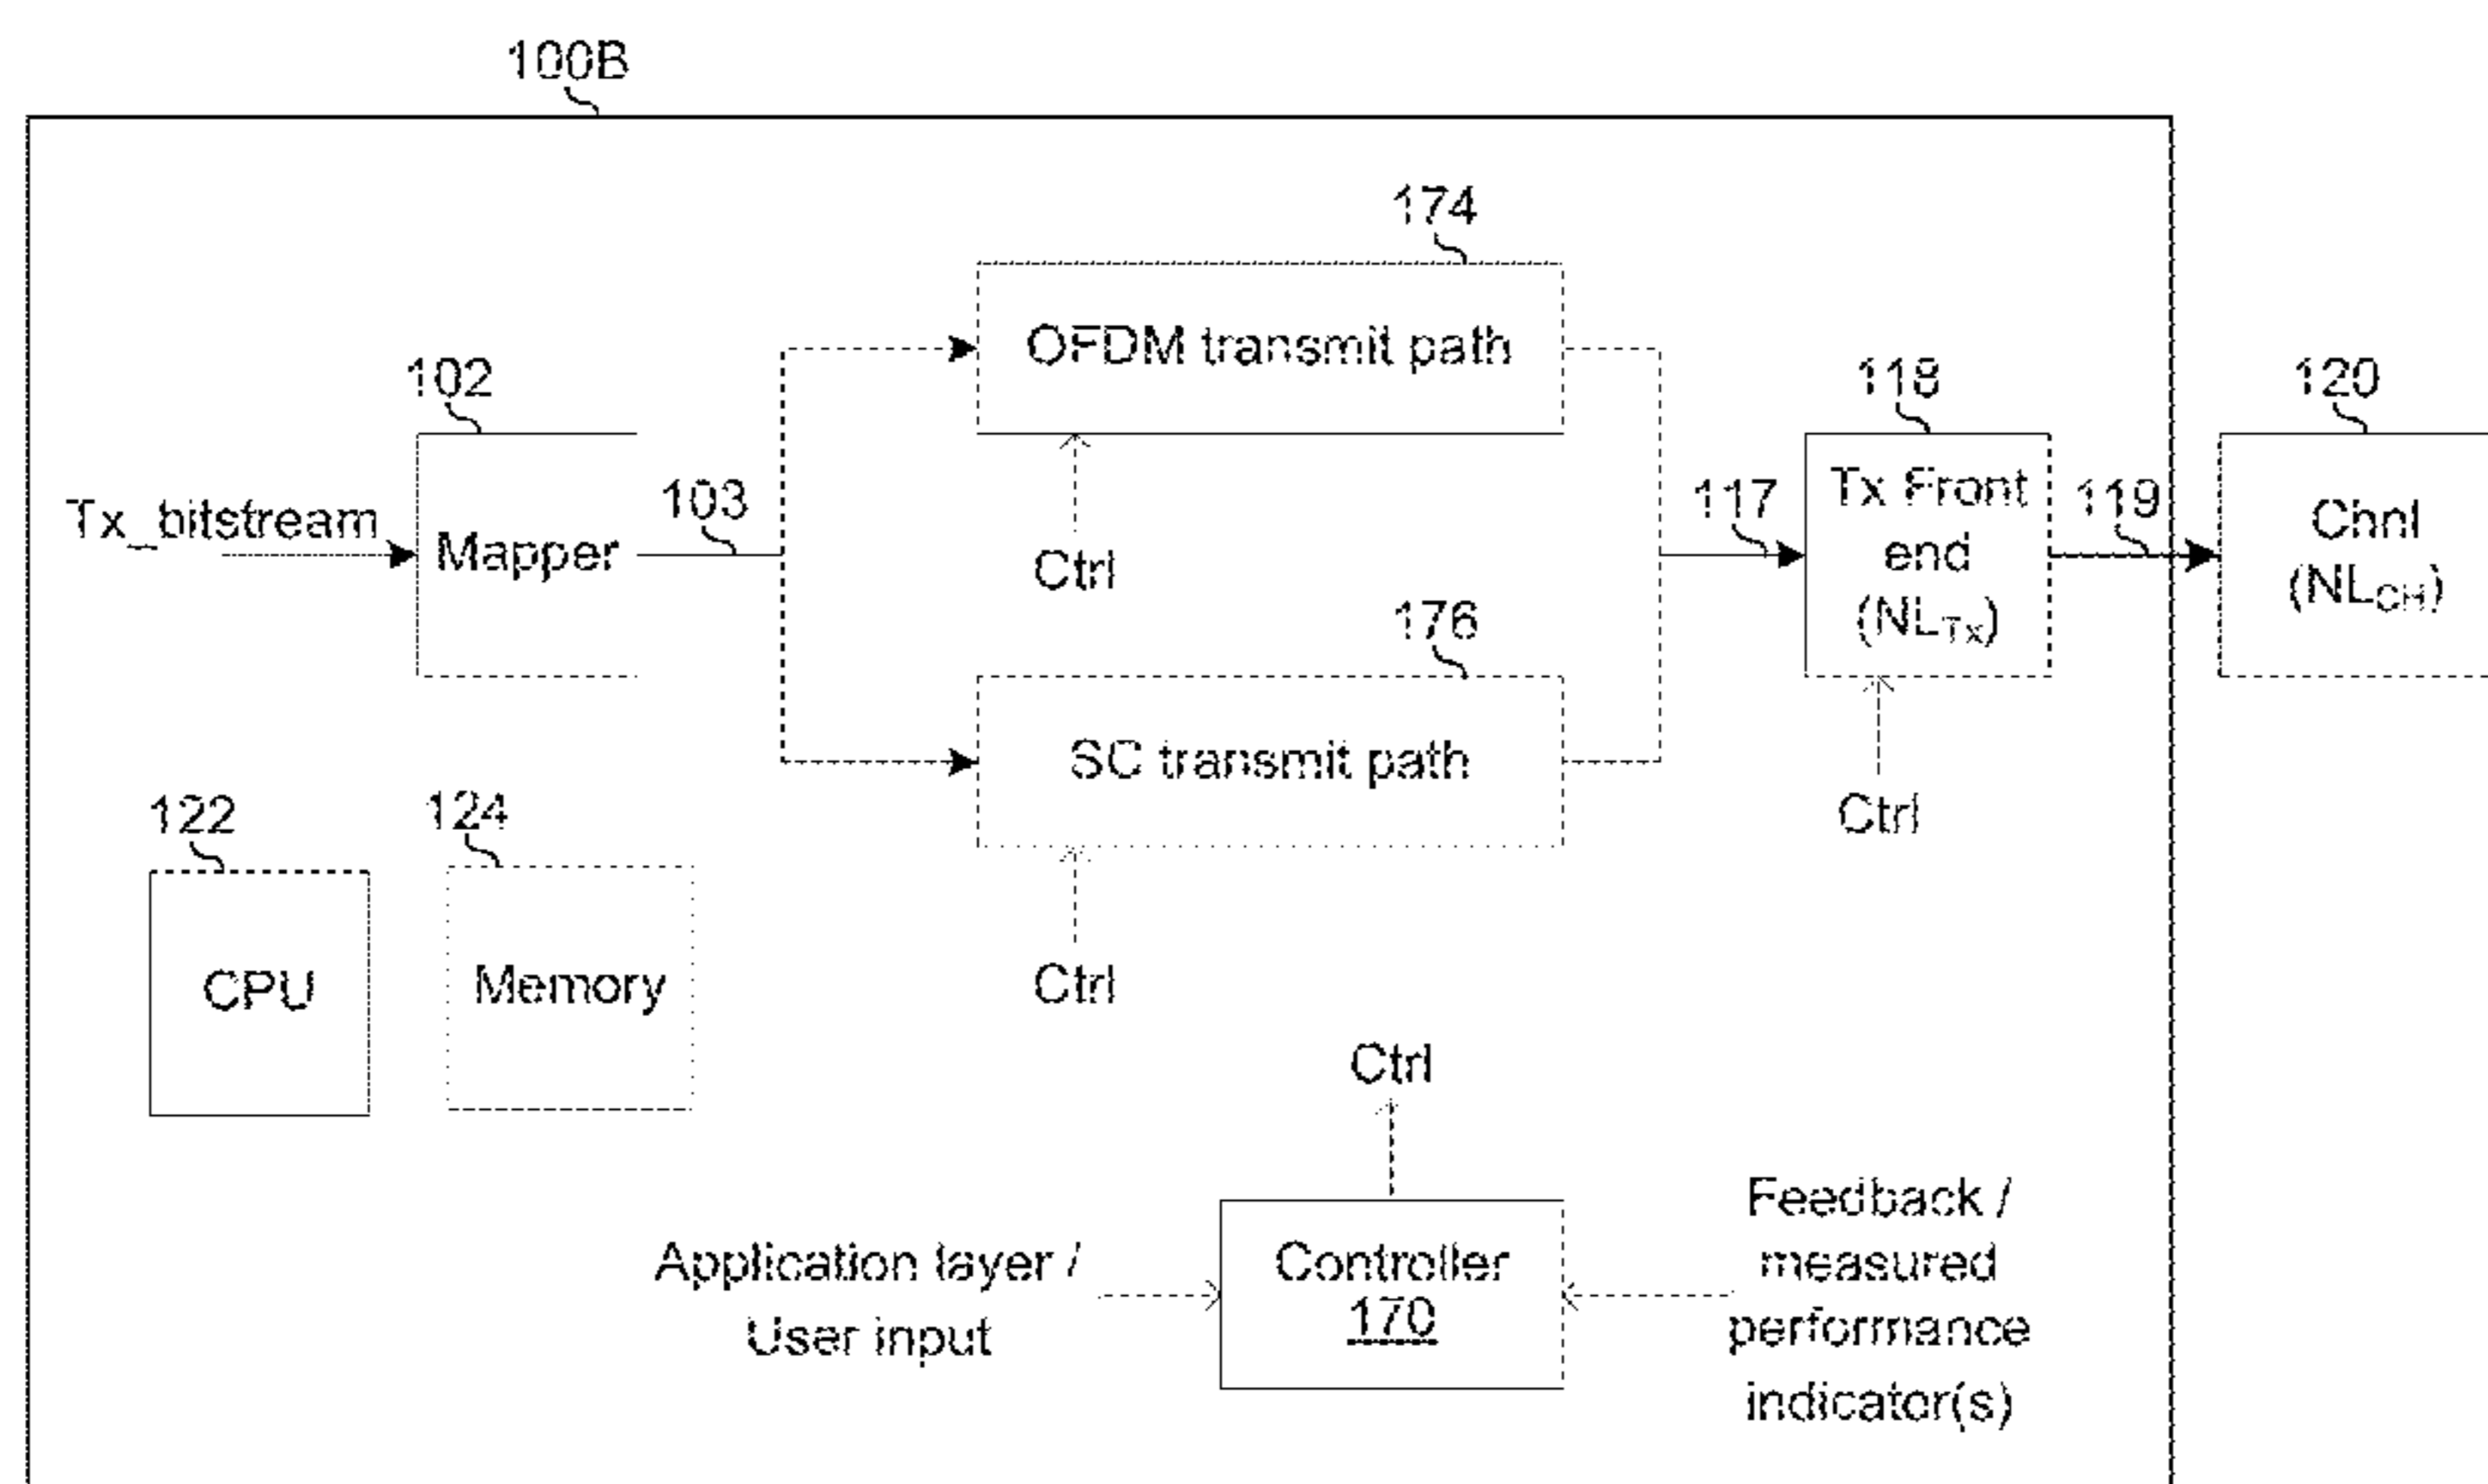 100B
174
OFDM transmit path
102
118
120
Tx_bitstream
Mapper
103
Ctrl
117
Tx Front
end
(NLTx)
119
Chnl
(NLCH)
176
SC transmit path
Ctrl
122
124
CPU
Memory
Ctrl
Ctrl
Application layer /
User input
Controller
170
Feedback /
measured
performance
indicator(s)